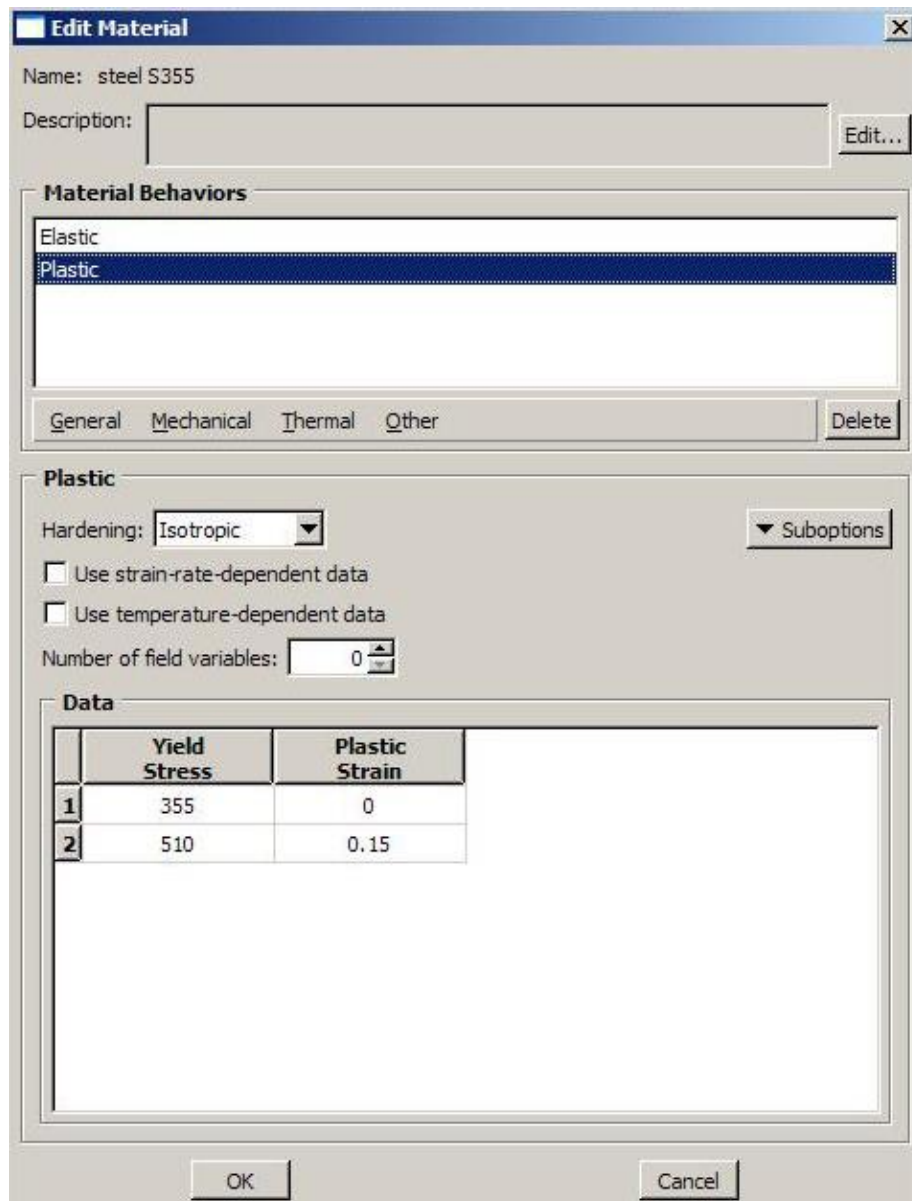 Edit Material
Name: steel S355
Description:
Edit...
Material Behaviors
Elastic
Plastic
General Mechanical Thermal Other Delete
Plastic
Hardening: Isotropic Suboptions
Use strain-rate-dependent data
Use temperature-dependent data
Number of field variables: 0
Data
Yield Plastic
Stress Strain
1 355 0
2 510 0.15
OK Cancel